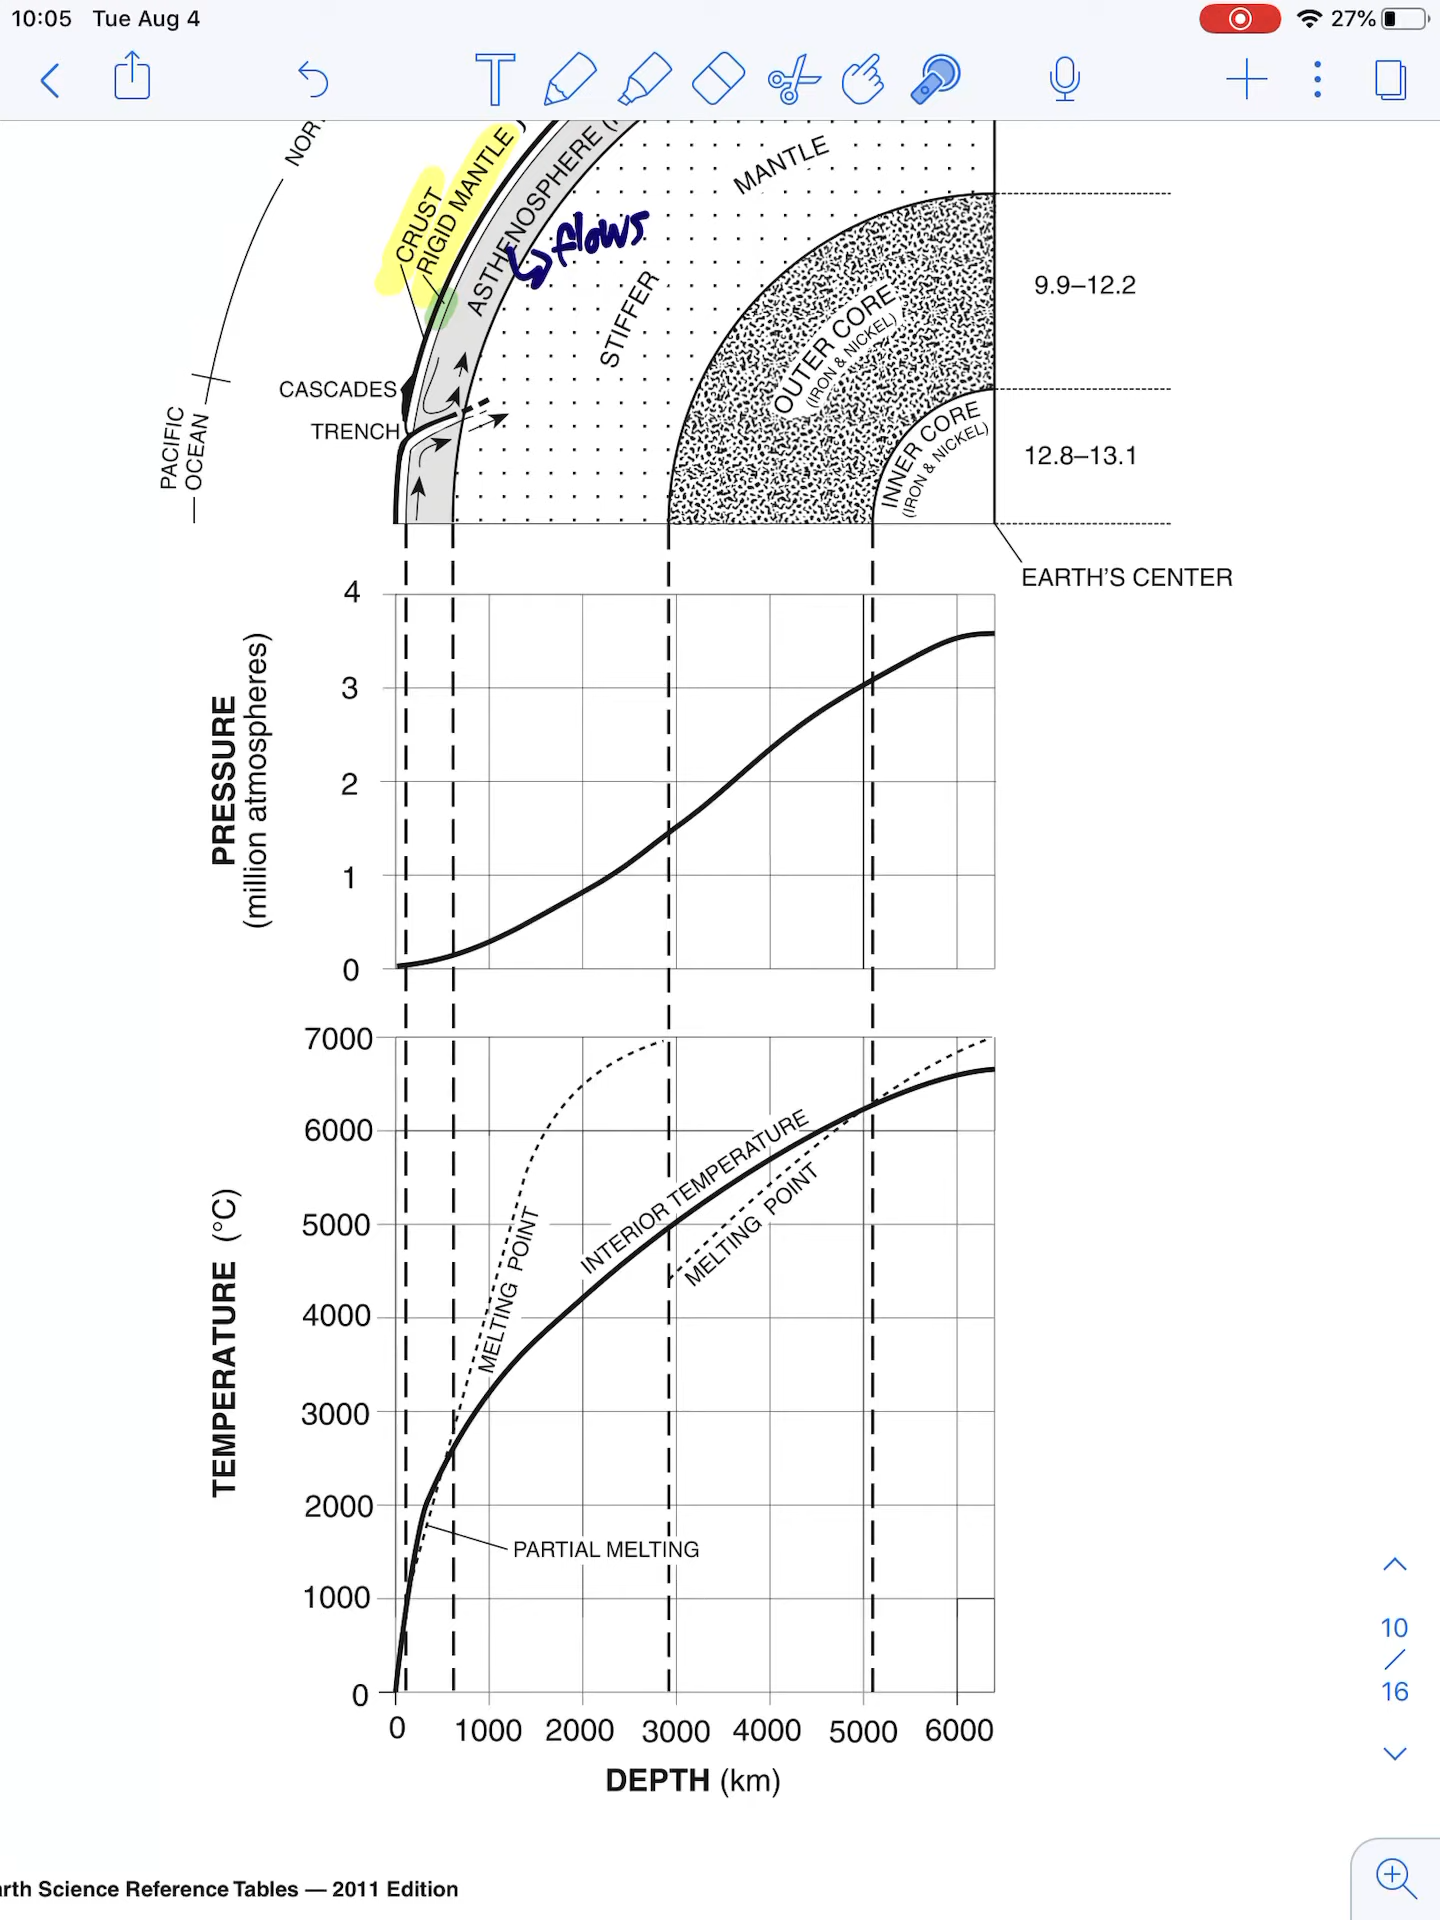 10:05 Tue Aug 4
27%
T
CRUST
RIGID MANTLE
ASTHENOSPHERE
flows
MANTLE
STIFFER
OUTER CORE
(IRON & NICKEL)
INNER CORE
(IRON & NICKEL)
9.9–12.2
12.8–13.1
CASCADES
TRENCH
PACIFIC
OCEAN
EARTH'S CENTER
PRESSURE
(million atmospheres)
4
3
2
1
0
TEMPERATURE (°C)
7000
6000
5000
4000
3000
2000
1000
0
MELTING POINT
INTERIOR TEMPERATURE
MELTING POINT
PARTIAL MELTING
0 1000 2000 3000 4000 5000 6000
DEPTH (km)
10
/
16
rth Science Reference Tables — 2011 Edition